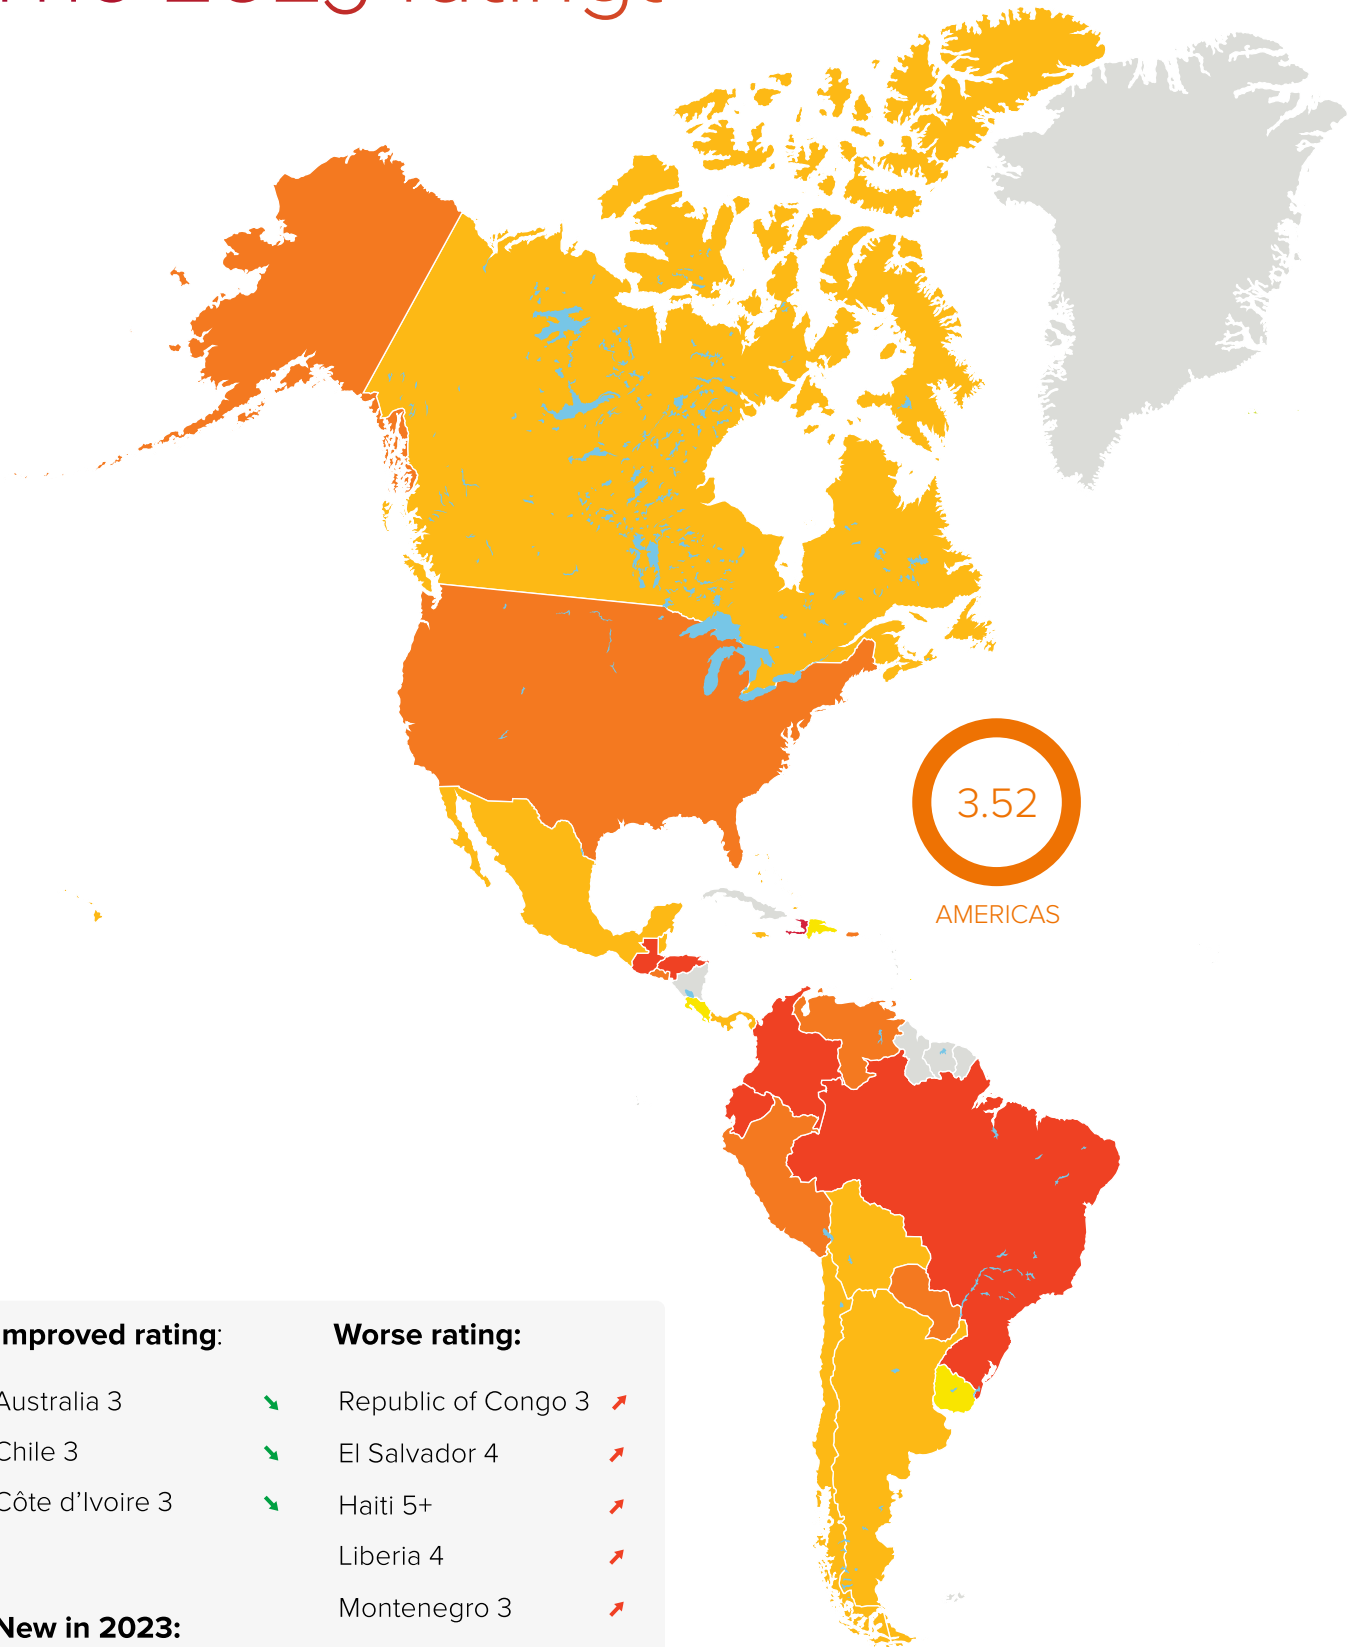 3.52
AMERICAS
Improved rating:
Australia 3
Chile 3
Côte d’Ivoire 3
New in 2023:
Worse rating:
Republic of Congo 3
El Salvador 4
Haiti 5+
Liberia 4
Montenegro 3